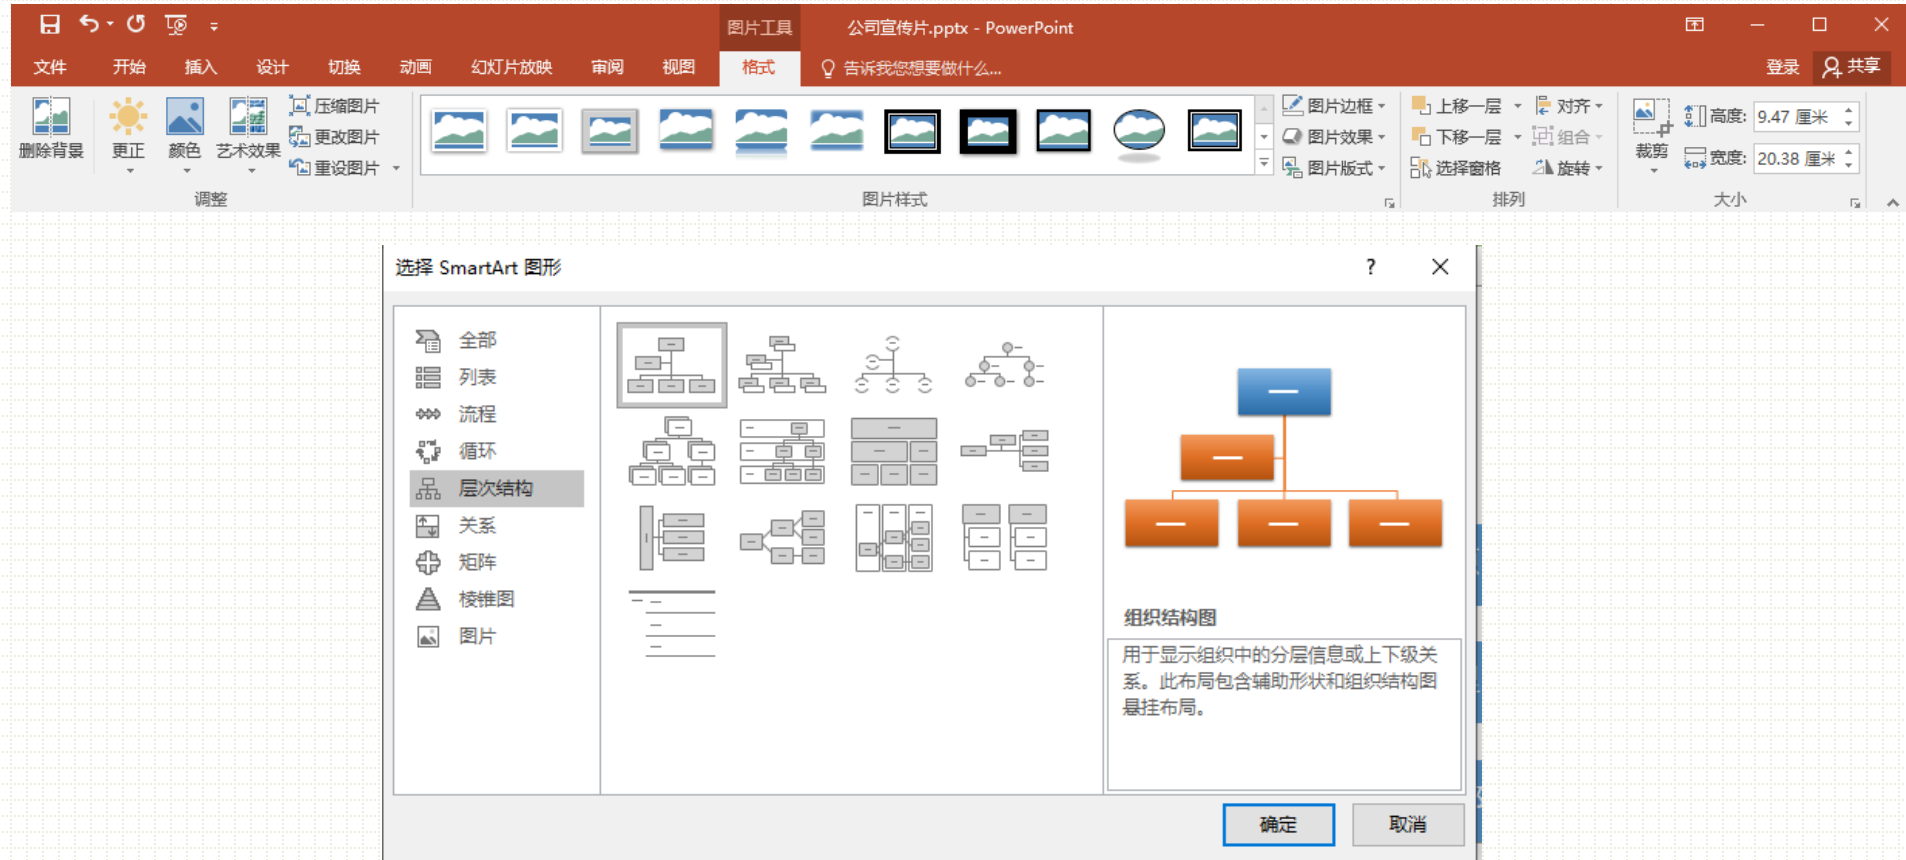 图片工具
公司宣传片.pptx - PowerPoint
文件 开始 插入 设计 切换 动画 幻灯片放映 审阅 视图 格式 告诉我您想要做什么... 登录 共享
删除背景
更正
颜色
艺术效果
压缩图片
更改图片
重设图片
调整
图片样式
图片边框
图片效果
图片版式
上移一层
下移一层
选择窗格
对齐
组合
旋转
排列
裁剪
高度: 9.47 厘米
宽度: 20.38 厘米
大小
选择 SmartArt 图形
?
全部
列表
流程
循环
层次结构
关系
矩阵
棱锥图
图片
组织结构图
用于显示组织中的分层信息或上下级关
系。此布局包含辅助形状和组织结构图
悬挂布局。
确定
取消